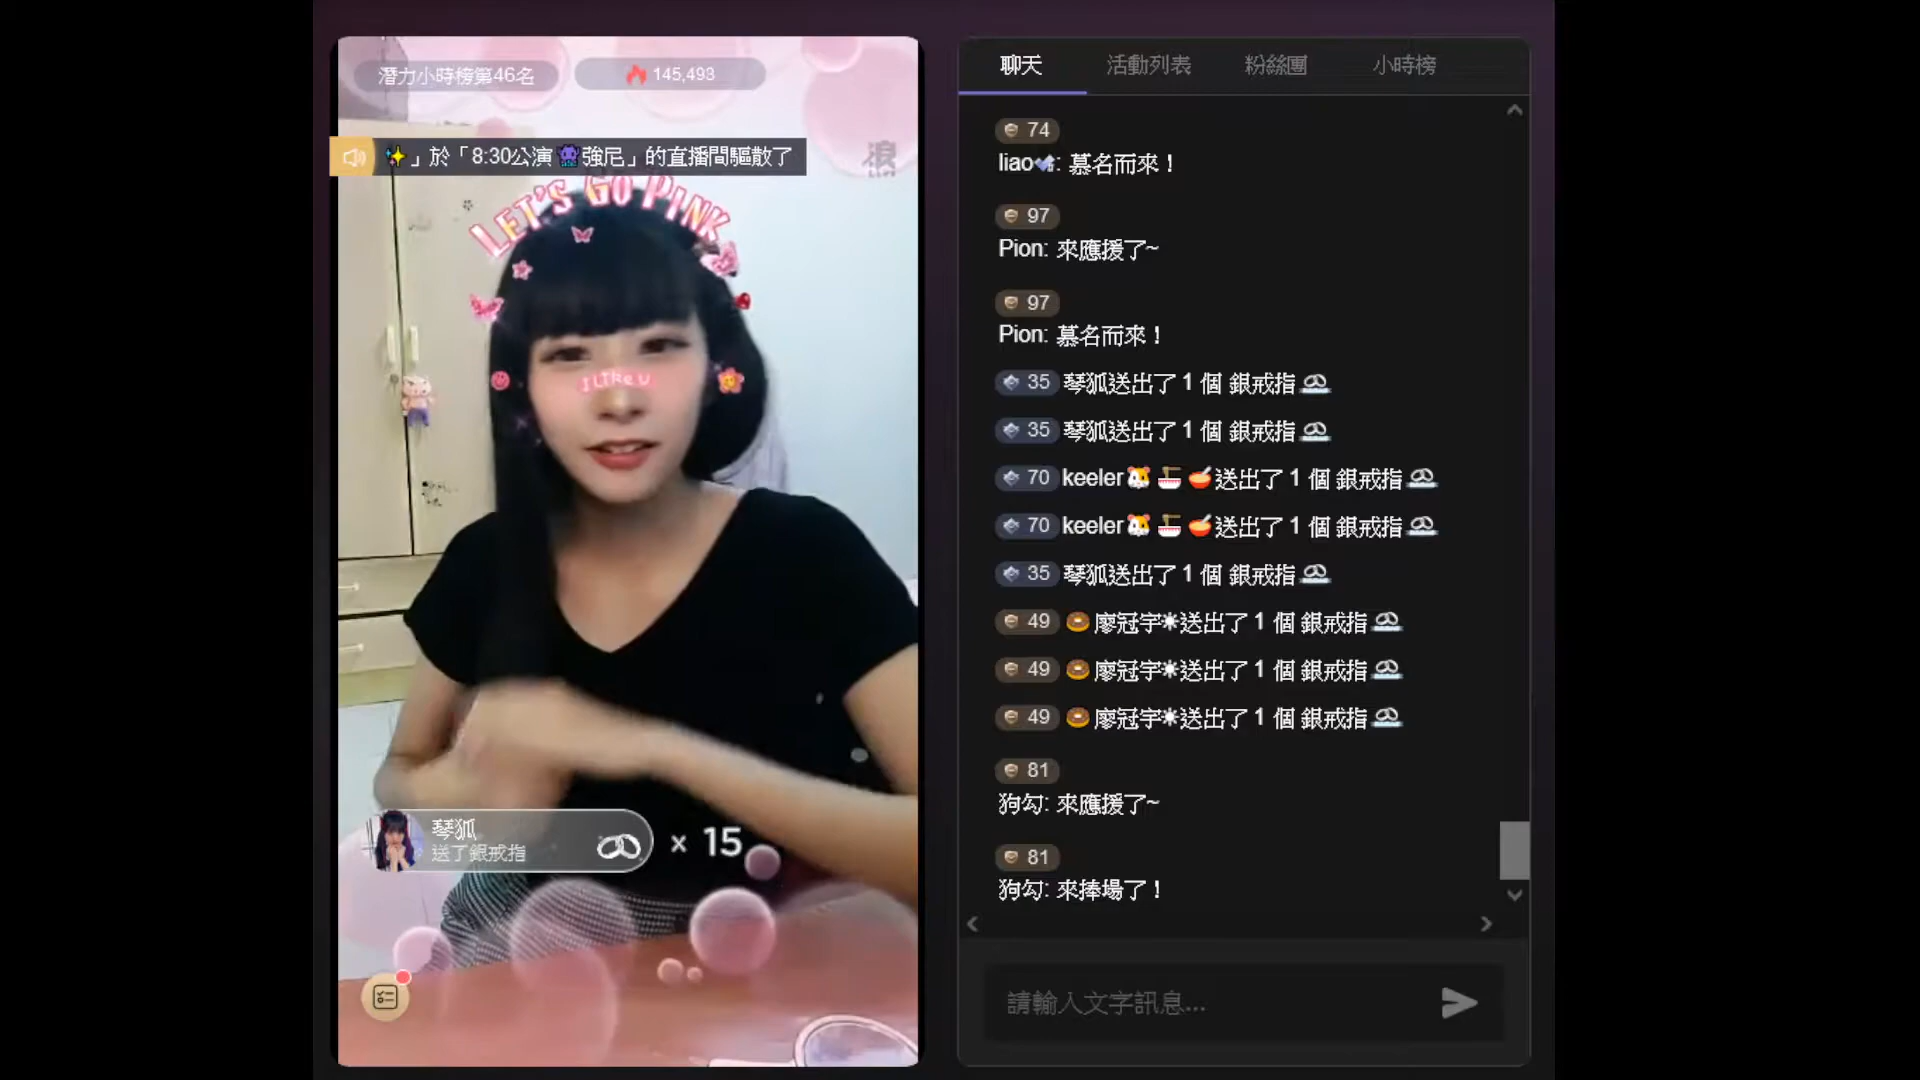 潛力小時榜第46名
145,493
✨」於「8:30公演👾強尼」的直播間驅散了
浪
LIVE
LET'S GO PINK
I LIKE U
琴狐
送了銀戒指
× 15
聊天
活動列表
粉絲團
小時榜
74
liao: 慕名而來！
97
Pion: 來應援了~
97
Pion: 慕名而來！
35 琴狐送出了 1 個 銀戒指
35 琴狐送出了 1 個 銀戒指
70 keeler🐹🍜🥣送出了 1 個 銀戒指
70 keeler🐹🍜🥣送出了 1 個 銀戒指
35 琴狐送出了 1 個 銀戒指
49 🍩廖冠宇☀送出了 1 個 銀戒指
49 🍩廖冠宇☀送出了 1 個 銀戒指
49 🍩廖冠宇☀送出了 1 個 銀戒指
81
狗勾: 來應援了~
81
狗勾: 來捧場了！
請輸入文字訊息...